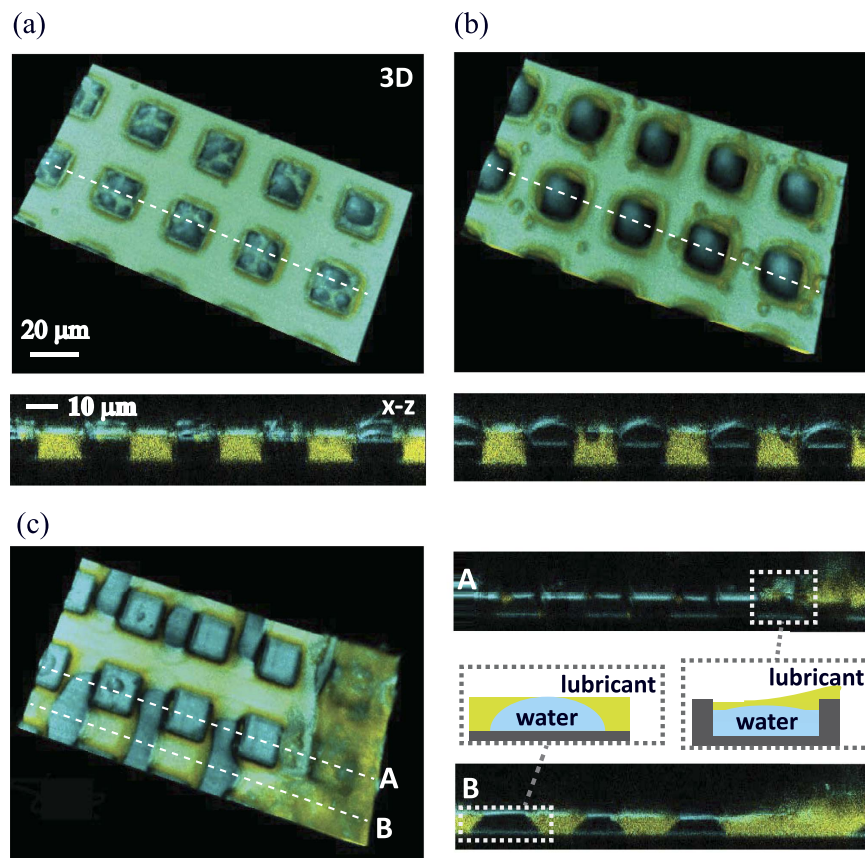 (a)
(b)
3D
20 μm
10 μm
x-z
(c)
A
lubricant
water
lubricant
water
A
B
B